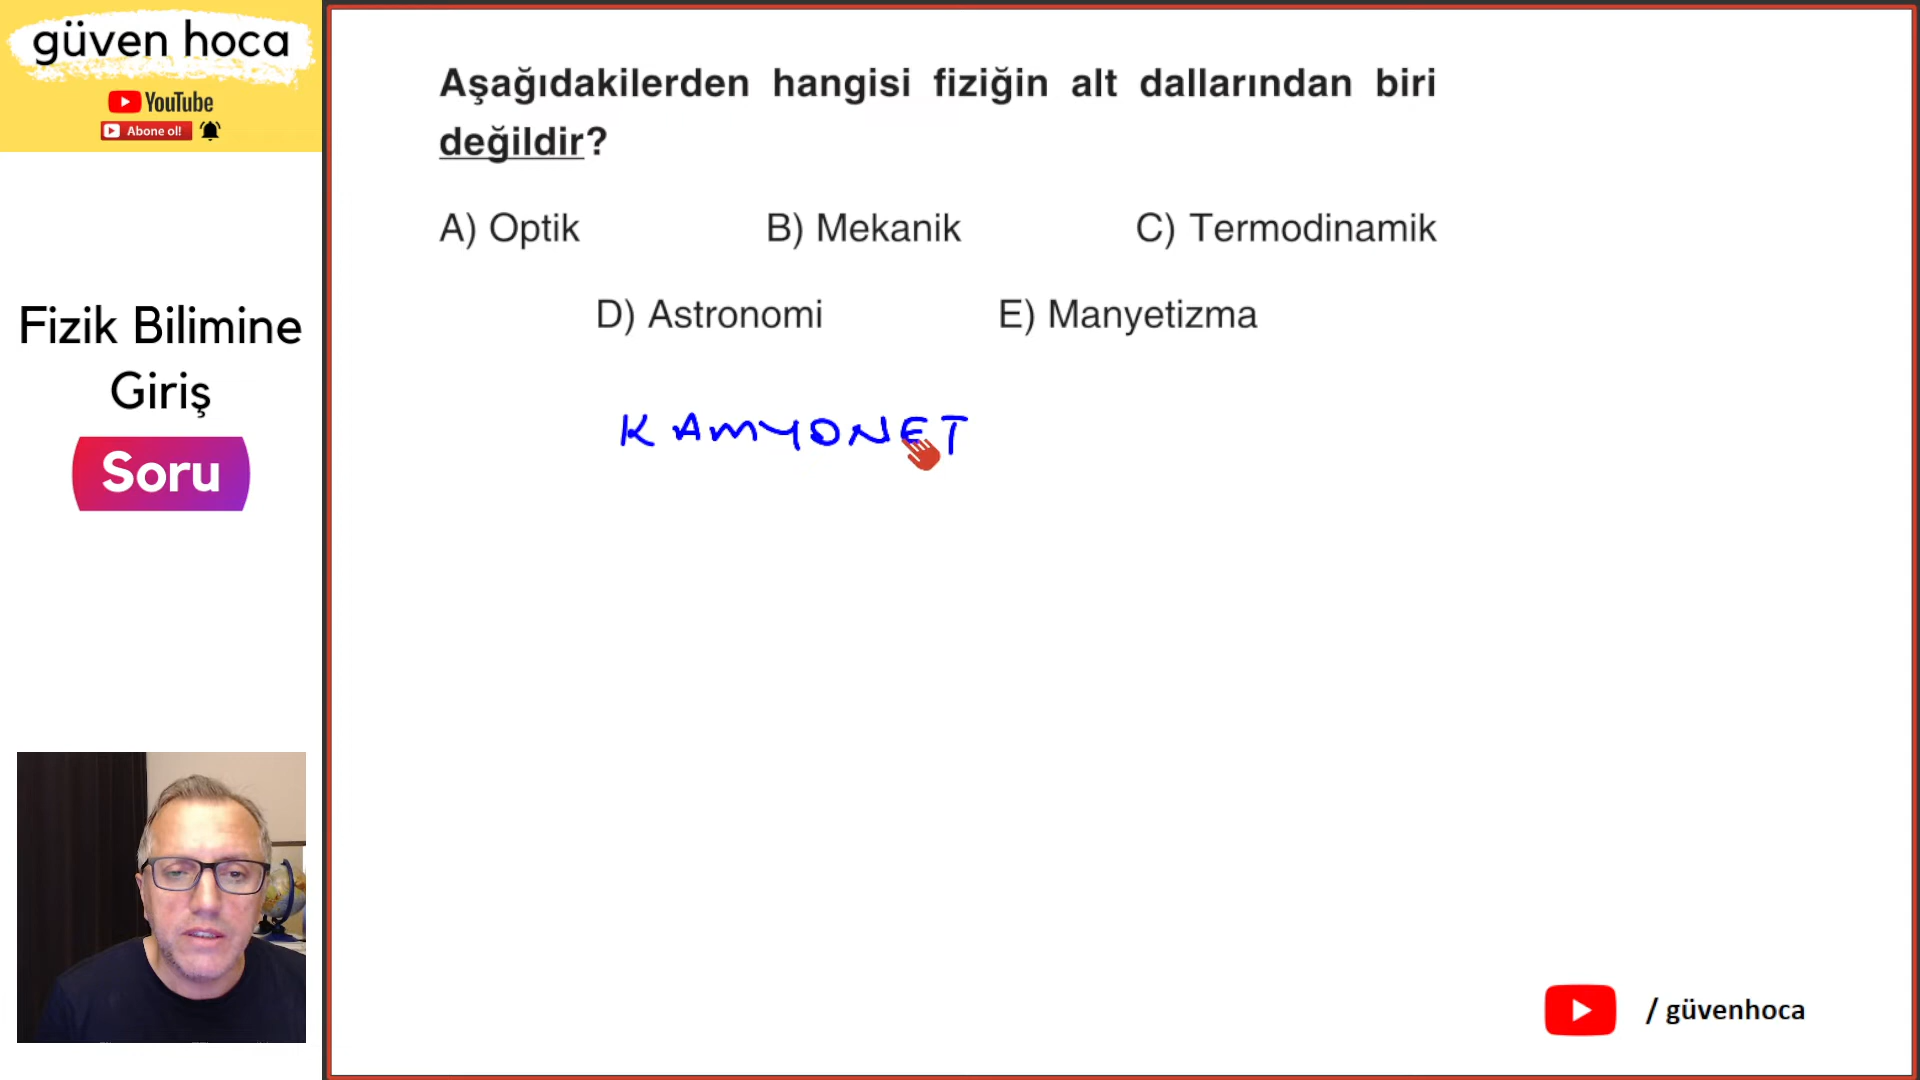 güven hoca
YouTube
Abone ol!
Fizik Bilimine
Giriş
Soru
Aşağıdakilerden hangisi fiziğin alt dallarından biri
değildir?
A) Optik B) Mekanik C) Termodinamik
D) Astronomi E) Manyetizma
KAMYONET
/ güvenhoca